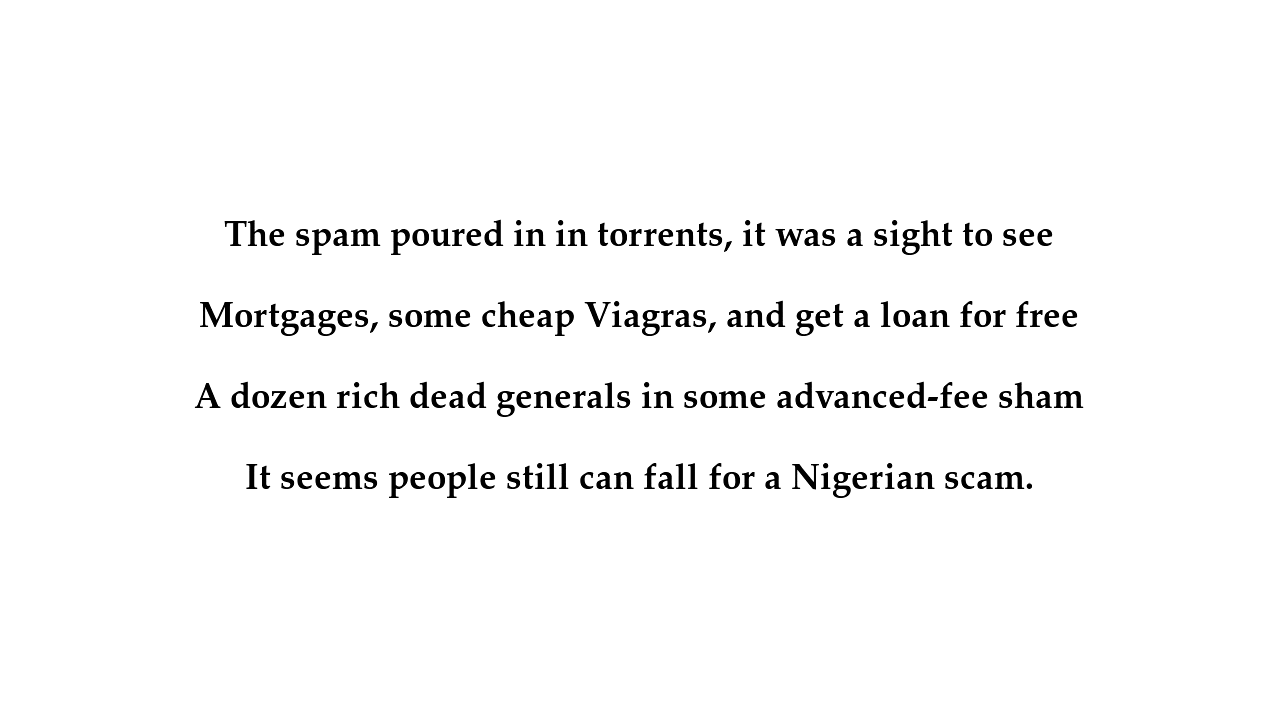 The spam poured in in torrents, it was a sight to see
Mortgages, some cheap Viagras, and get a loan for free
A dozen rich dead generals in some advanced-fee sham
It seems people still can fall for a Nigerian scam.